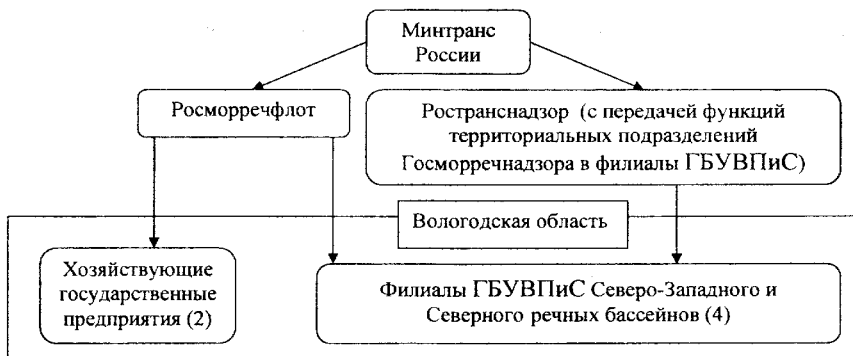 Минтранс
России
Росморречфлот
Ространснадзор (с передачей функций
территориальных подразделений
Госморречнадзора в филиалы ГБУВПиС)
Вологодская область
Хозяйствующие
государственные
предприятия (2)
Филиалы ГБУВПиС Северо-Западного и
Северного речных бассейнов (4)